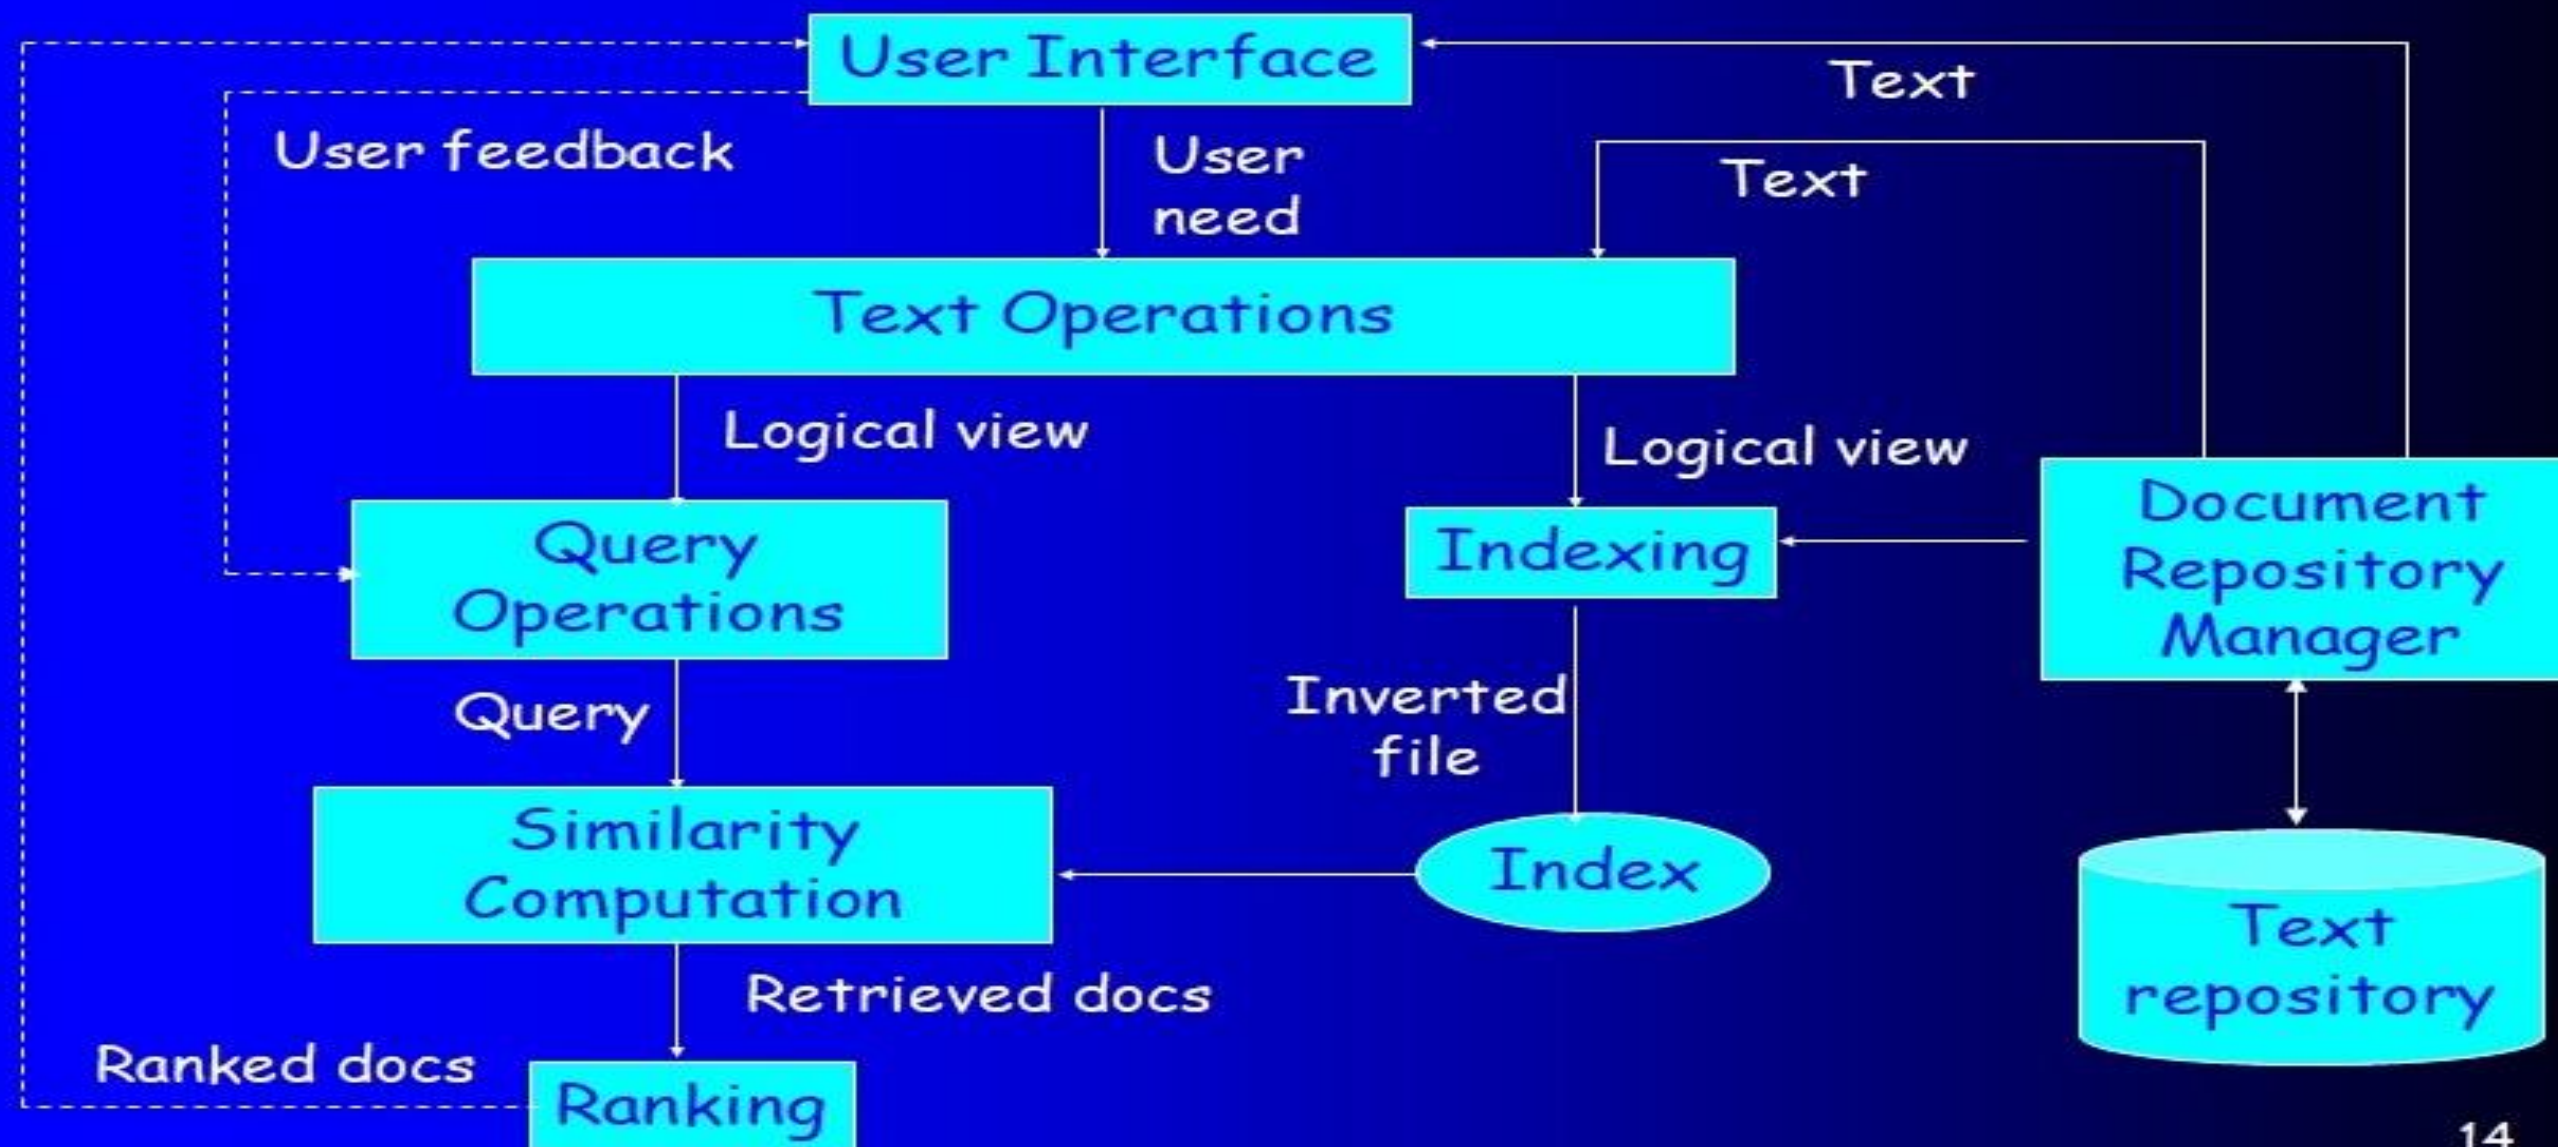 User Interface
Text
User feedback
User
need
Text
Text Operations
Logical view
Logical view
Query
Operations
Indexing
Document
Repository
Manager
Query
Inverted
file
Similarity
Computation
Index
Text
repository
Retrieved docs
Ranked docs
Ranking
14